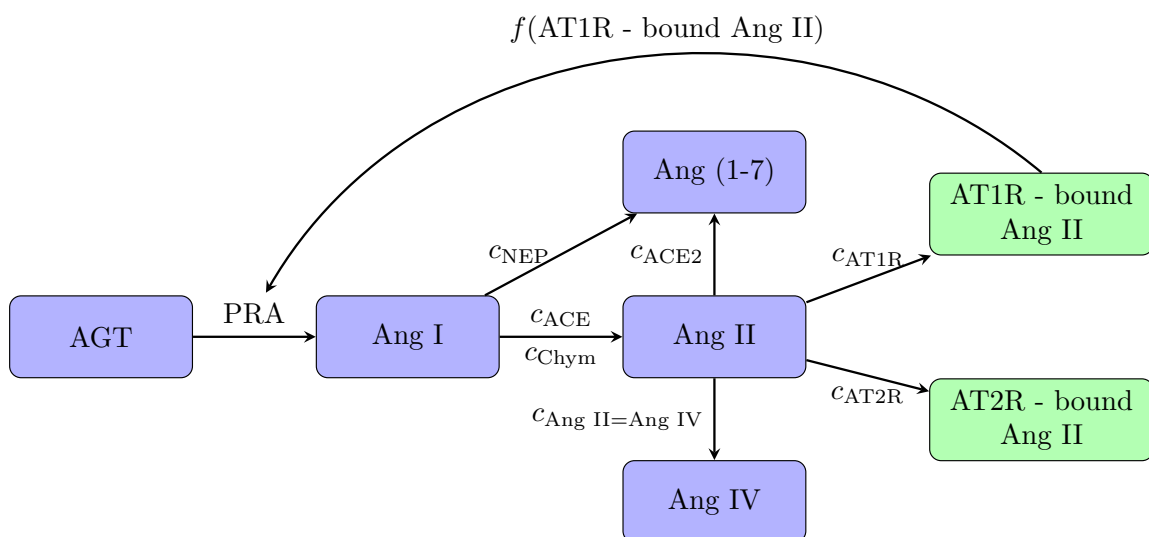 f(AT1R - bound Ang II)
Ang (1-7)
AT1R - bound
Ang II
c_NEP
c_ACE2
c_AT1R
AGT
PRA
Ang I
c_ACE
c_Chym
Ang II
c_AT2R
AT2R - bound
Ang II
c_Ang II=Ang IV
Ang IV